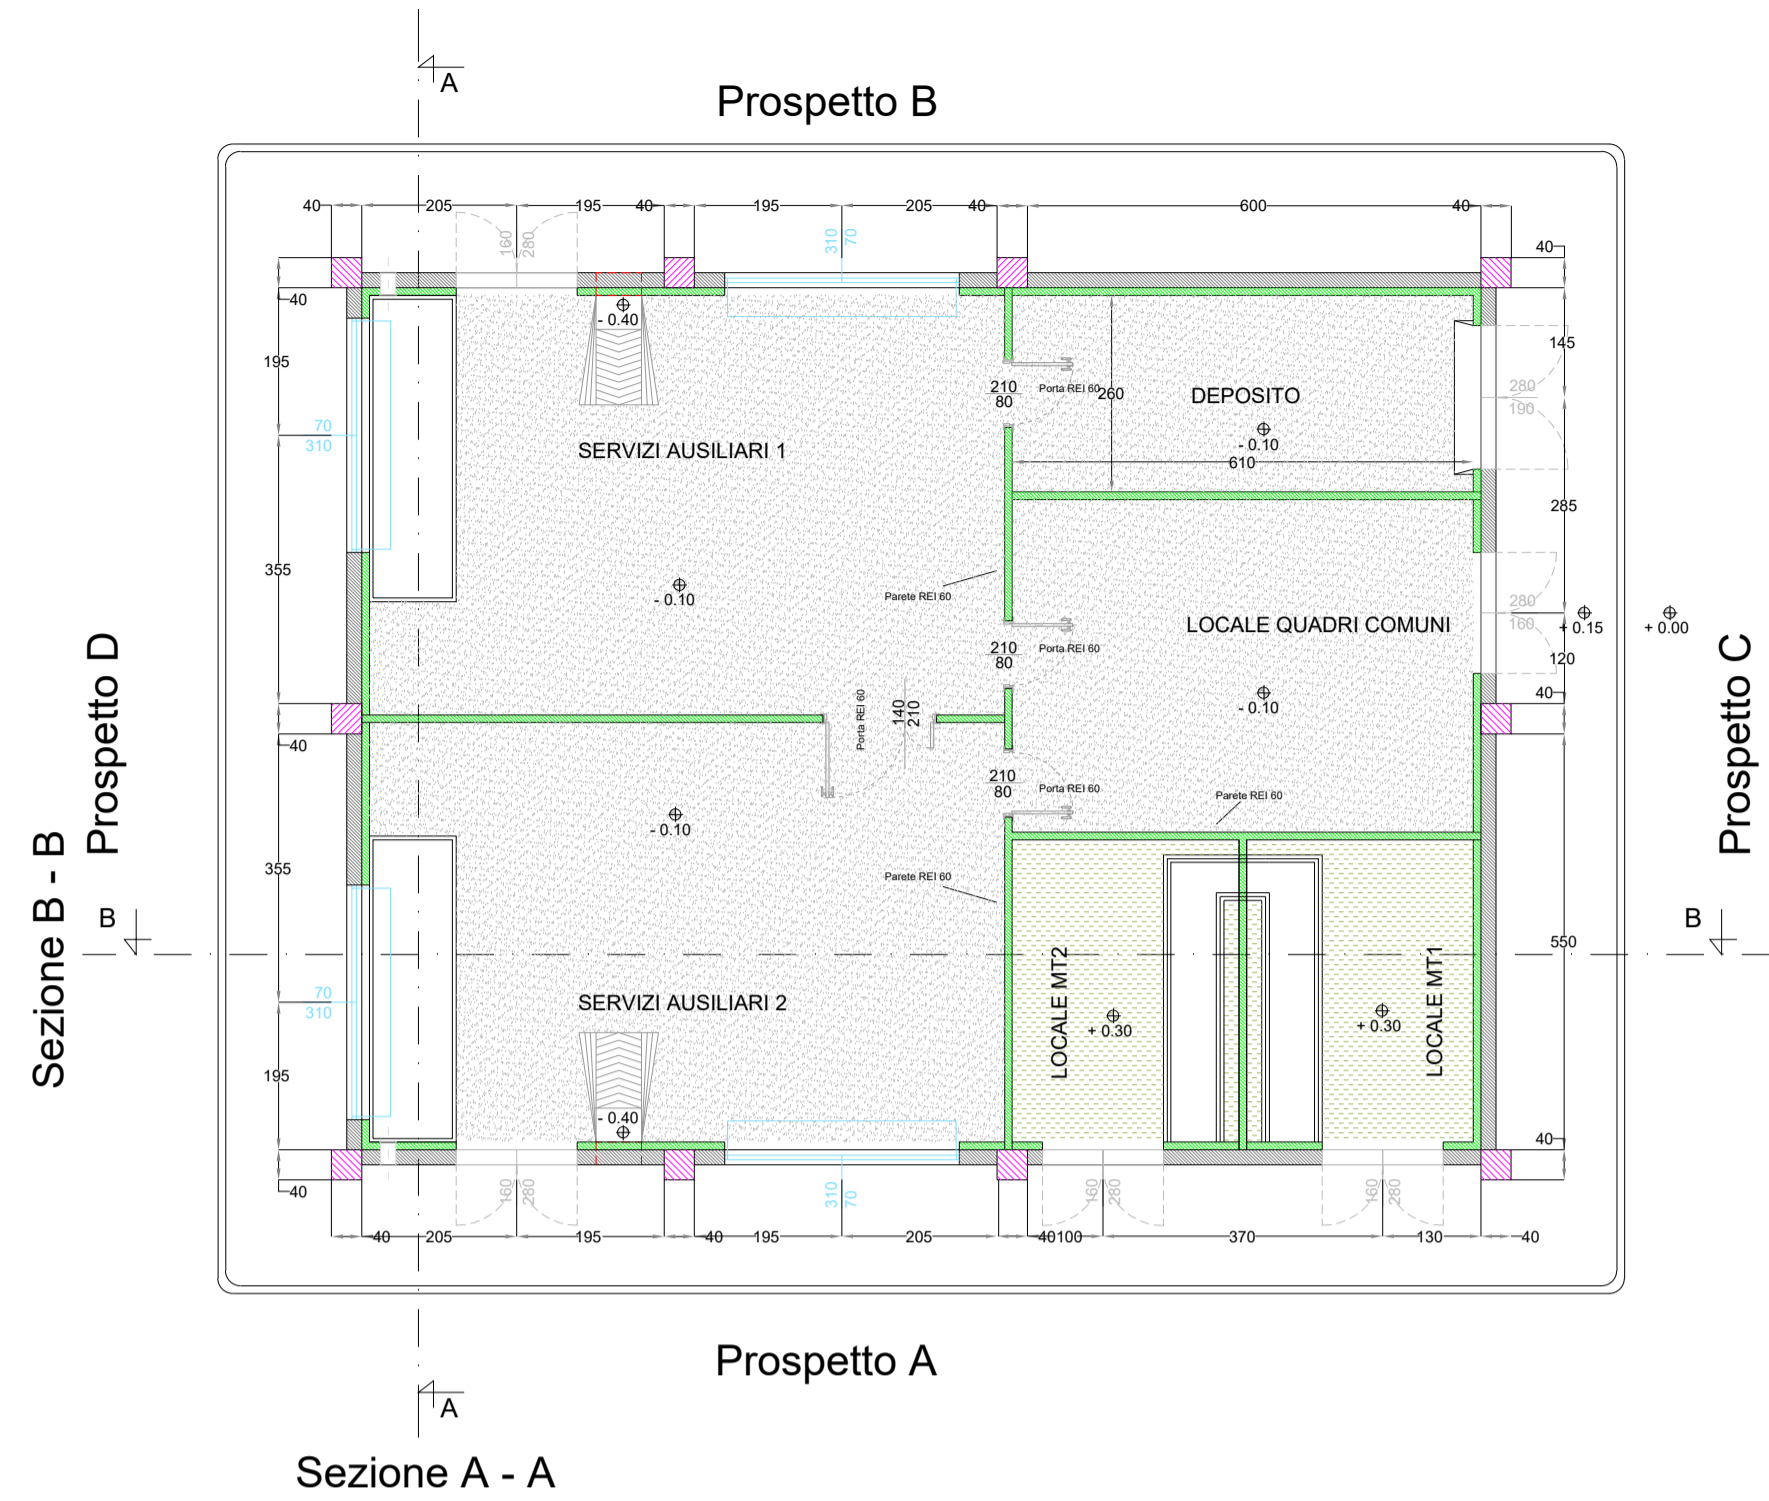 A
Prospetto B
40 205 195 40 195 205 40 600 40
160
280
310
70
40
40
- 0.40
195
145
210
80
Porta REI 60
260
DEPOSITO
280
190
70
310
- 0.10
SERVIZI AUSILIARI 1
610
285
355
- 0.10
Parete REI 60
280
160
LOCALE QUADRI COMUNI
+ 0.15
+ 0.00
210
80
Porta REI 60
120
Prospetto D
Prospetto C
40
- 0.10
Porta REI 60
140
210
40
210
80
Porta REI 60
Parete REI 60
- 0.10
355
Parete REI 60
Sezione B - B
B
B
550
70
310
SERVIZI AUSILIARI 2
LOCALE MT2
+ 0.30
LOCALE MT1
+ 0.30
195
- 0.40
40
40
160
280
310
70
160
280
160
280
40 205 195 40 195 205 40 100 370 130 40
Prospetto A
A
Sezione A - A